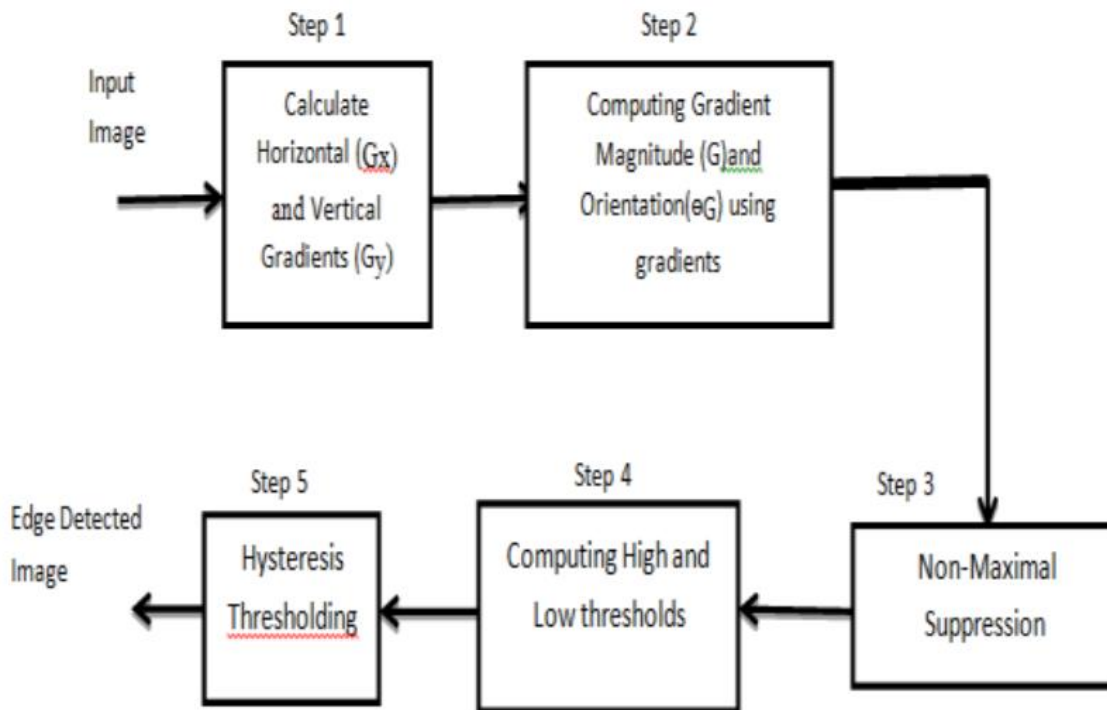 Step 1
Step 2
Input
Image
Calculate
Horizontal (Gx)
and Vertical
Gradients (Gy)
Computing Gradient
Magnitude (G)and
Orientation(ɵG) using
gradients
Step 3
Non-Maximal
Suppression
Step 4
Computing High and
Low thresholds
Step 5
Hysteresis
Thresholding
Edge Detected
Image